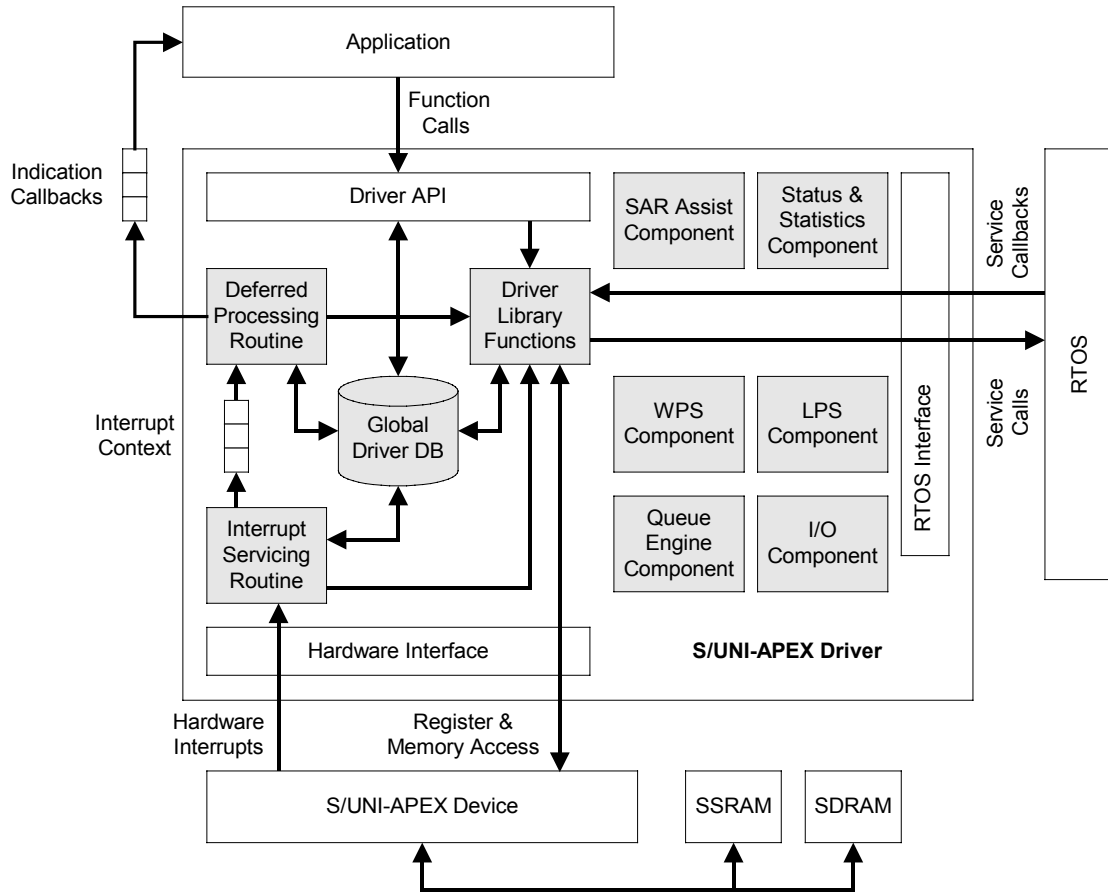 Application
Function
Calls
Indication
Callbacks
Driver API
SAR Assist
Component
Status &
Statistics
Component
Service
Callbacks
Deferred
Processing
Routine
Driver
Library
Functions
RTOS
Interrupt
Context
Global
Driver DB
WPS
Component
LPS
Component
RTOS Interface
Service
Calls
Interrupt
Servicing
Routine
Queue
Engine
Component
I/O
Component
Hardware Interface
S/UNI-APEX Driver
Hardware
Interrupts
Register &
Memory Access
S/UNI-APEX Device
SSRAM
SDRAM